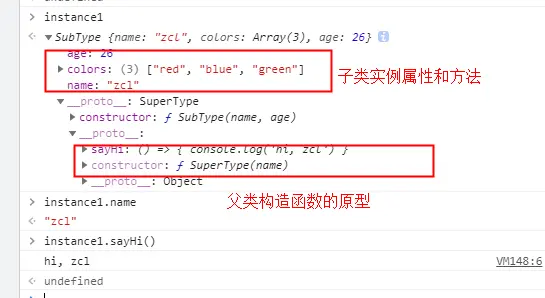 undefined
instance1
SubType {name: "zcl", colors: Array(3), age: 26} i
age: 26
colors: (3) ["red", "blue", "green"]
name: "zcl"
子类实例属性和方法
__proto__: SuperType
constructor: ƒ SubType(name, age)
__proto__:
sayHi: () => { console.log('hi, zcl') }
constructor: ƒ SuperType(name)
__proto__: Object
instance1.name
父类构造函数的原型
"zcl"
instance1.sayHi()
hi, zcl VM148:6
undefined